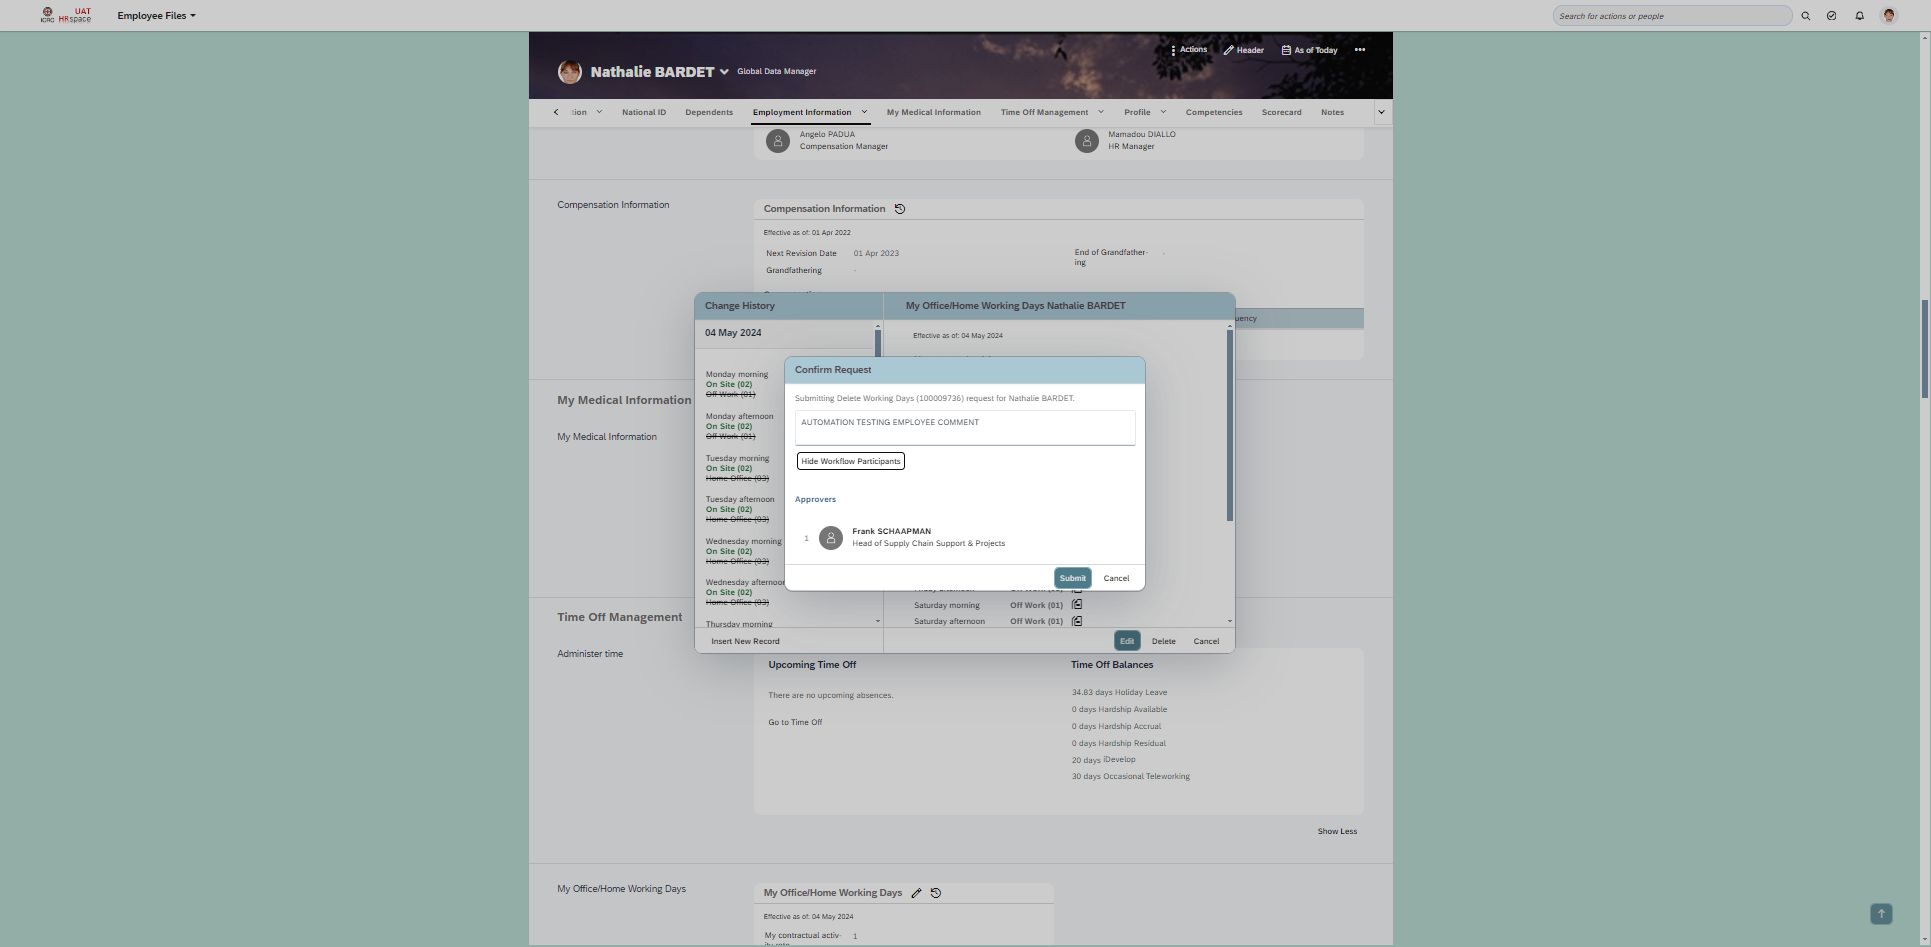 ICRC
UAT
HRspace
Employee Files
Search for actions or people
Nathalie BARDET
Global Data Manager
Actions
Header
As of Today
tion
National ID
Dependents
Employment Information
My Medical Information
Time Off Management
Profile
Competencies
Scorecard
Notes
Angelo PADUA
Compensation Manager
Mamadou DIALLO
HR Manager
Compensation Information
Compensation Information
Effective as of: 01 Apr 2022
Next Revision Date
01 Apr 2023
End of Grandfather-
ing
-
Grandfathering
-
uency
Change History
My Office/Home Working Days Nathalie BARDET
04 May 2024
Effective as of: 04 May 2024
Monday morning
On Site (02)
Off Work (01)
Monday afternoon
On Site (02)
Off Work (01)
Tuesday morning
On Site (02)
Home Office (03)
Tuesday afternoon
On Site (02)
Home Office (03)
Wednesday morning
On Site (02)
Home Office (03)
Wednesday afternoon
On Site (02)
Home Office (03)
Thursday morning
Confirm Request
Submitting Delete Working Days (100009736) request for Nathalie BARDET.
AUTOMATION TESTING EMPLOYEE COMMENT
Hide Workflow Participants
Approvers
1
Frank SCHAAPMAN
Head of Supply Chain Support & Projects
Submit
Cancel
Saturday morning
Off Work (01)
Saturday afternoon
Off Work (01)
Insert New Record
Edit
Delete
Cancel
My Medical Information
My Medical Information
Time Off Management
Administer time
Upcoming Time Off
There are no upcoming absences.
Go to Time Off
Time Off Balances
34.83 days Holiday Leave
0 days Hardship Available
0 days Hardship Accrual
0 days Hardship Residual
20 days iDevelop
30 days Occasional Teleworking
Show Less
My Office/Home Working Days
My Office/Home Working Days
Effective as of: 04 May 2024
My contractual activ-
1